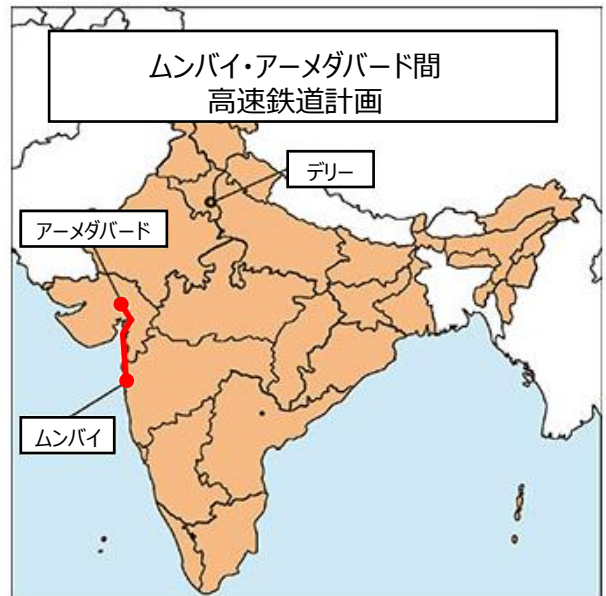 ムンバイ・アーメダバード間
高速鉄道計画
デリー
アーメダバード
ムンバイ